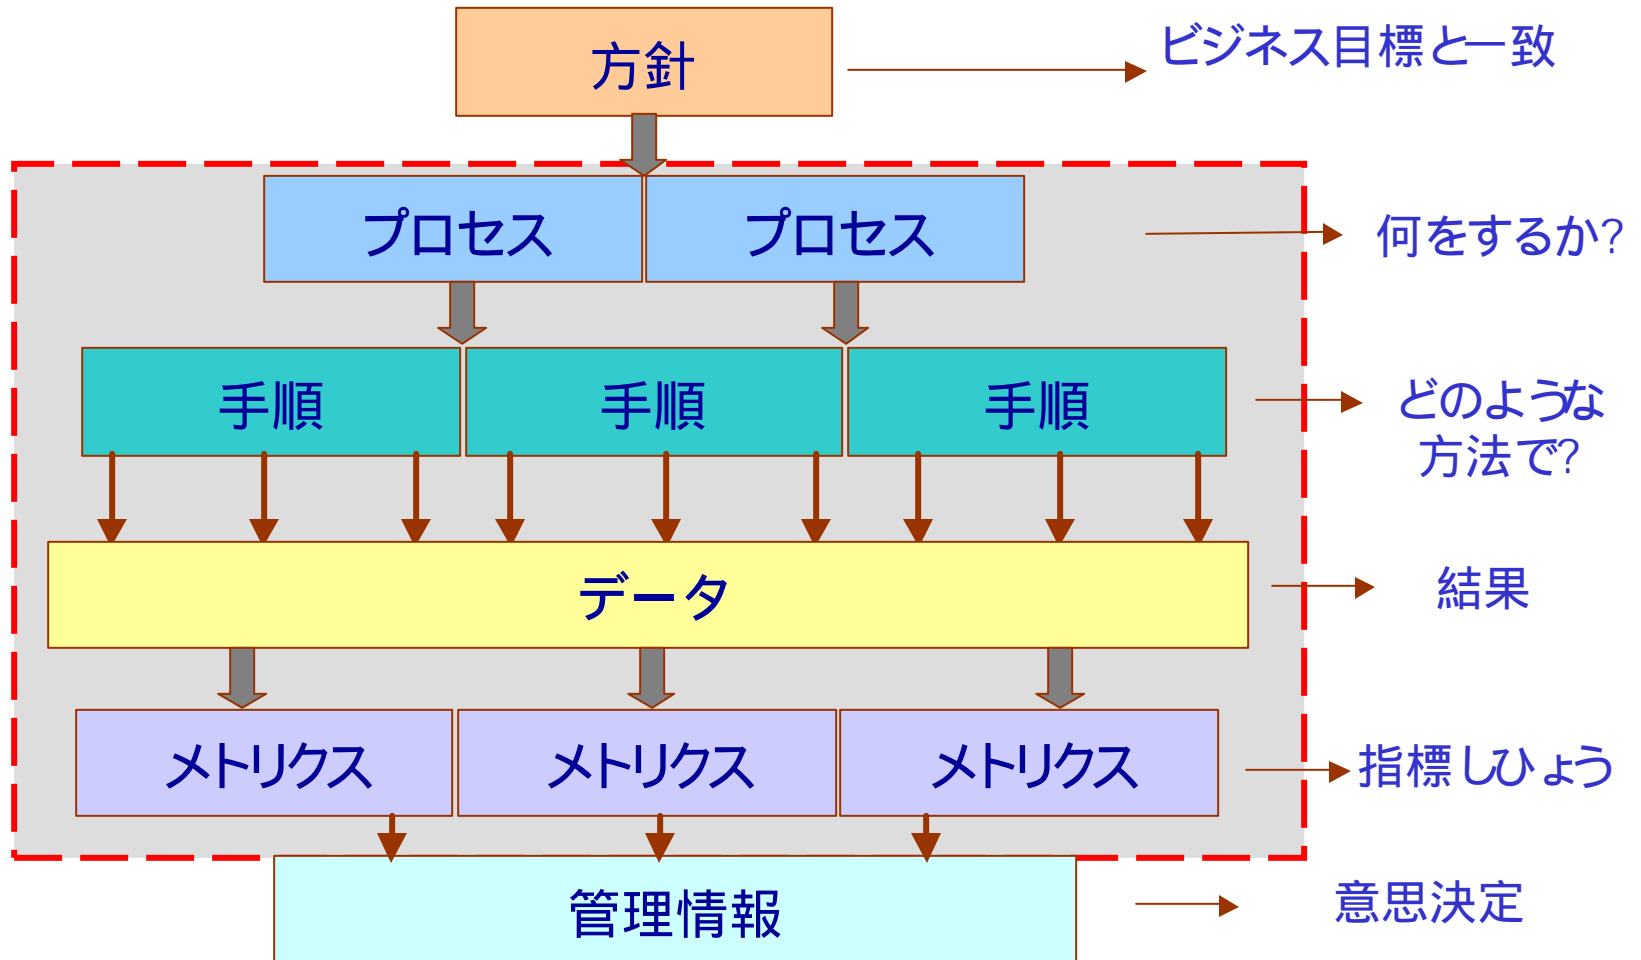 方針
ビジネス目標と一致
プロセス
プロセス
何をするか?
手順
手順
手順
どのような
方法で?
データ
結果
メトリクス
メトリクス
メトリクス
指標しひょう
管理情報
意思決定